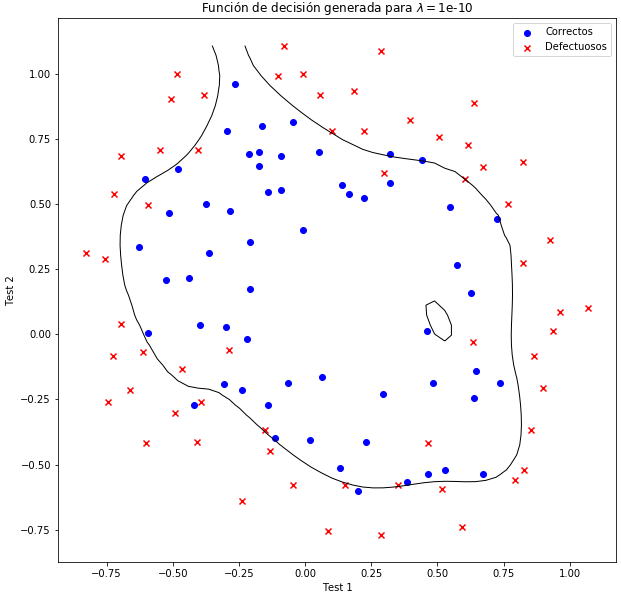 Función de decisión generada para λ = 1e-10
Correctos
Defectuosos
Test 2
1.00
0.75
0.50
0.25
0.00
−0.25
−0.50
−0.75
−0.75 −0.50 −0.25 0.00 0.25 0.50 0.75 1.00
Test 1